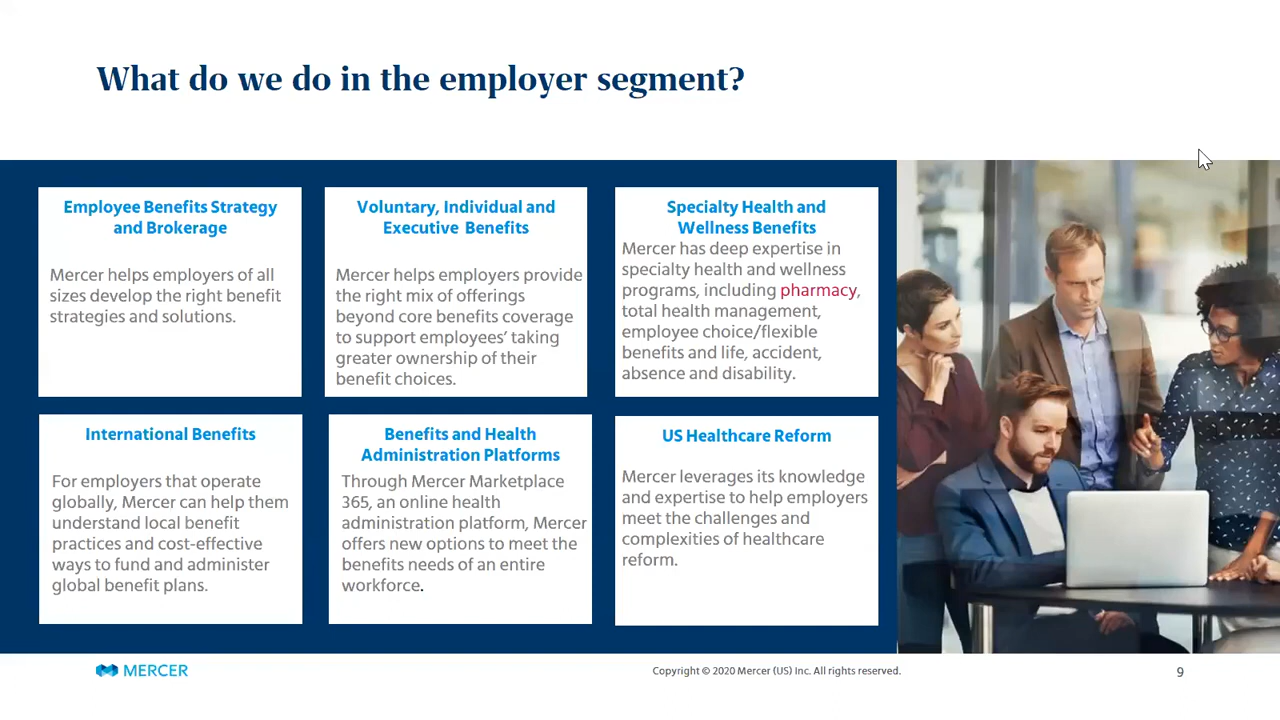 What do we do in the employer segment?
Employee Benefits Strategy
and Brokerage
Mercer helps employers of all
sizes develop the right benefit
strategies and solutions.
Voluntary, Individual and
Executive Benefits
Mercer helps employers provide
the right mix of offerings
beyond core benefits coverage
to support employees’ taking
greater ownership of their
benefit choices.
Specialty Health and
Wellness Benefits
Mercer has deep expertise in
specialty health and wellness
programs, including pharmacy,
total health management,
employee choice/flexible
benefits and life, accident,
absence and disability.
International Benefits
For employers that operate
globally, Mercer can help them
understand local benefit
practices and cost-effective
ways to fund and administer
global benefit plans.
Benefits and Health
Administration Platforms
Through Mercer Marketplace
365, an online health
administration platform, Mercer
offers new options to meet the
benefits needs of an entire
workforce.
US Healthcare Reform
Mercer leverages its knowledge
and expertise to help employers
meet the challenges and
complexities of healthcare
reform.
MERCER
Copyright © 2020 Mercer (US) Inc. All rights reserved.
9